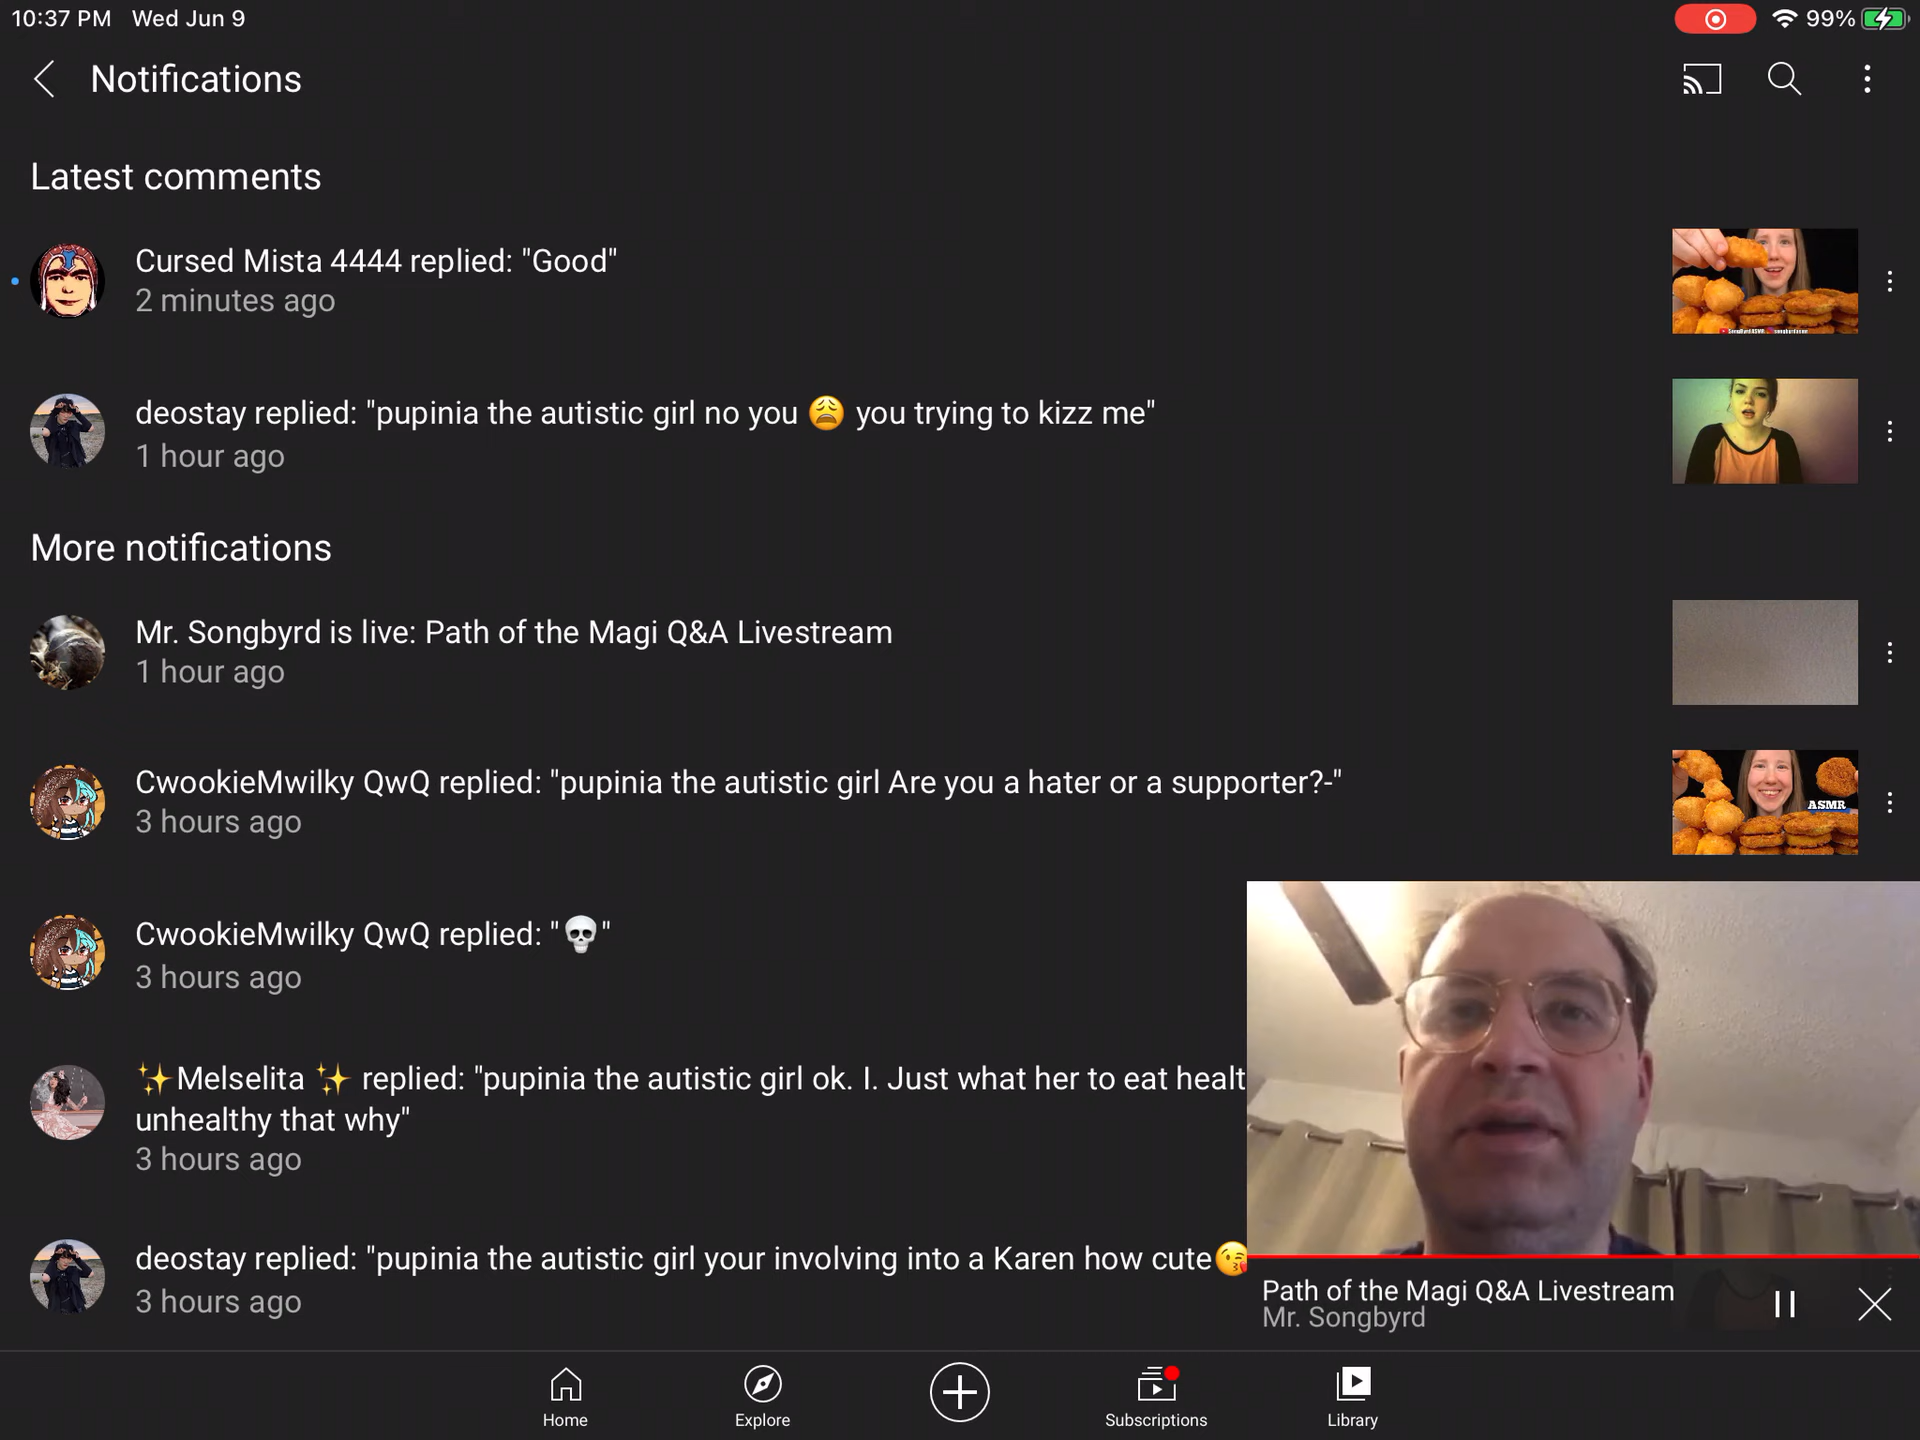 10:37 PM Wed Jun 9 99%
Notifications
Latest comments
Cursed Mista 4444 replied: "Good"
2 minutes ago
deostay replied: "pupinia the autistic girl no you 😩 you trying to kizz me"
1 hour ago
More notifications
Mr. Songbyrd is live: Path of the Magi Q&A Livestream
1 hour ago
CwookieMwilky QwQ replied: "pupinia the autistic girl Are you a hater or a supporter?-"
3 hours ago
ASMR
CwookieMwilky QwQ replied: "💀"
3 hours ago
✨Melselita ✨ replied: "pupinia the autistic girl ok. I. Just what her to eat healt
unhealthy that why"
3 hours ago
deostay replied: "pupinia the autistic girl your involving into a Karen how cute😘
3 hours ago
Path of the Magi Q&A Livestream
Mr. Songbyrd
Home Explore Subscriptions Library